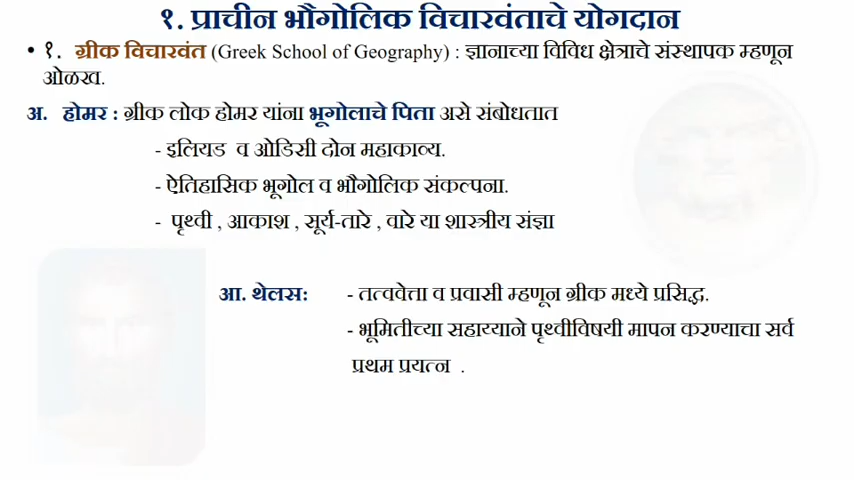 १. प्राचीन भौगोलिक विचारवंताचे योगदान
• १. ग्रीक विचारवंत (Greek School of Geography) : ज्ञानाच्या विविध क्षेत्राचे संस्थापक म्हणून
ओळख.
अ. होमर : ग्रीक लोक होमर यांना भूगोलाचे पिता असे संबोधतात
- इलियड व ओडिसी दोन महाकाव्य.
- ऐतिहासिक भूगोल व भौगोलिक संकल्पना.
- पृथ्वी , आकाश , सूर्य-तारे , वारे या शास्त्रीय संज्ञा
आ. थेलस: - तत्ववेत्ता व प्रवासी म्हणून ग्रीक मध्ये प्रसिद्ध.
- भूमितीच्या सहाय्याने पृथ्वीविषयी मापन करण्याचा सर्व
प्रथम प्रयत्न .